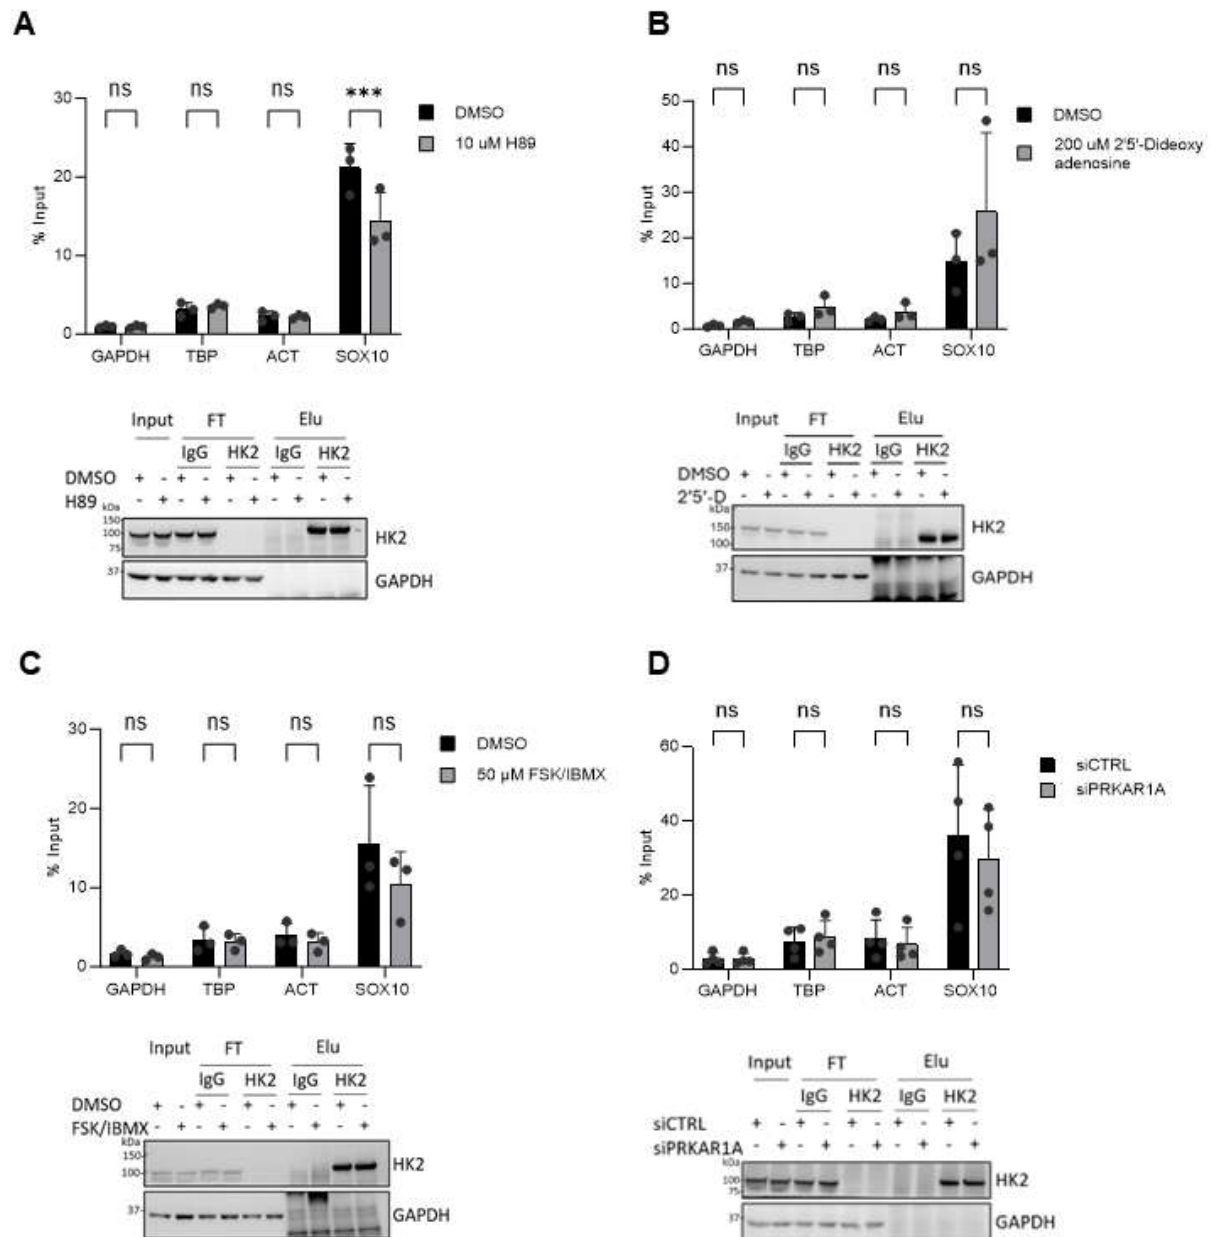 A
ns ns ns ***
30
20
10
0
% Input
DMSO
10 uM H89
GAPDH TBP ACT SOX10
Input FT Elu
IgG HK2 IgG HK2
DMSO + - + - + - + - + -
H89 - + - + - + - + - +
kDa
150
100
75
HK2
37
GAPDH
B
ns ns ns ns
50
40
30
20
10
0
% Input
DMSO
200 uM 2'5'-Dideoxy
adenosine
GAPDH TBP ACT SOX10
Input FT Elu
IgG HK2 IgG HK2
DMSO + - + - + - + - + -
2'5'-D - + - + - + - + - +
kDa
150
100
HK2
37
GAPDH
C
ns ns ns ns
30
20
10
0
% Input
DMSO
50 µM FSK/IBMX
GAPDH TBP ACT SOX10
Input FT Elu
IgG HK2 IgG HK2
DMSO + - + - + - + - + -
FSK/IBMX - + - + - + - + - +
kDa
150
100
HK2
37
GAPDH
D
ns ns ns ns
60
40
20
0
% Input
siCTRL
siPRKAR1A
GAPDH TBP ACT SOX10
Input FT Elu
IgG HK2 IgG HK2
siCTRL + - + - + - + - + -
siPRKAR1A - + - + - + - + - +
kDa
100
75
HK2
37
GAPDH